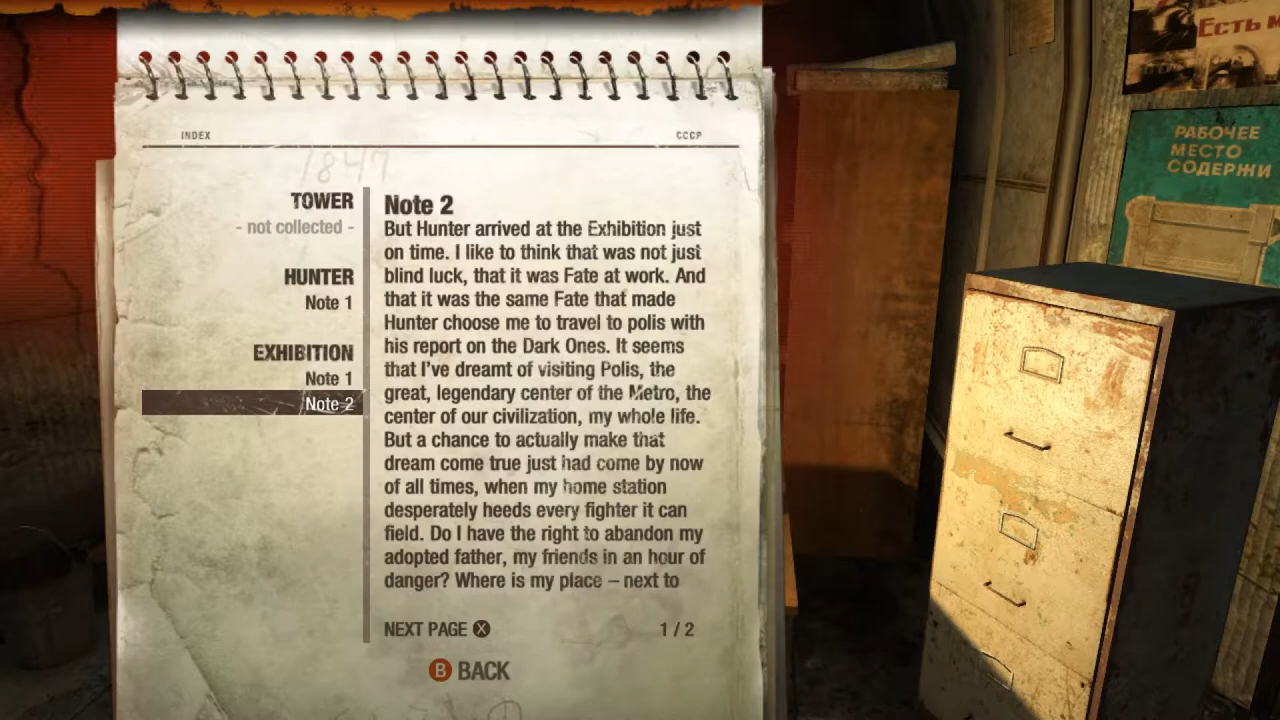 Есть м
РАБОЧЕЕ
МЕСТО
СОДЕРЖИ
INDEX
СССР
1847
TOWER
- not collected -
HUNTER
Note 1
EXHIBITION
Note 1
Note 2
Note 2
But Hunter arrived at the Exhibition just
on time. I like to think that was not just
blind luck, that it was Fate at work. And
that it was the same Fate that made
Hunter choose me to travel to polis with
his report on the Dark Ones. It seems
that I've dreamt of visiting Polis, the
great, legendary center of the Metro, the
center of our civilization, my whole life.
But a chance to actually make that
dream come true just had come by now
of all times, when my home station
desperately heeds every fighter it can
field. Do I have the right to abandon my
adopted father, my friends in an hour of
danger? Where is my place – next to
NEXT PAGE X
1 / 2
B BACK